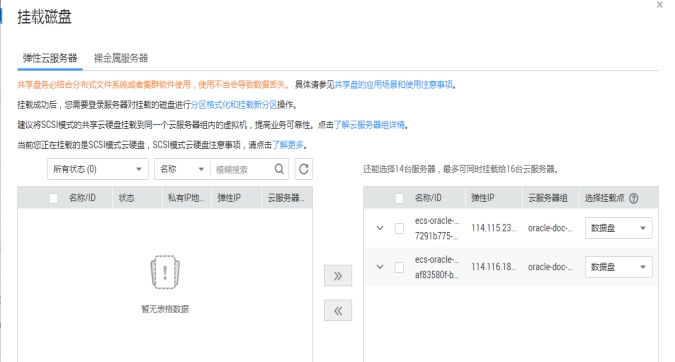 挂载磁盘
弹性云服务器 裸金属服务器
共享盘务必结合分布式文件系统或者集群软件使用，使用不当会导致数据丢失。 具体请参见共享盘的应用场景和使用注意事项。
挂载成功后，您需要登录服务器对挂载的磁盘进行分区格式化和挂载新分区操作。
建议将SCSI模式的共享云硬盘挂载到同一个云服务器组内的虚拟机，提高业务可靠性。点击了解云服务器组详情。
当前您正在挂载的是SCSI模式云硬盘，SCSI模式云硬盘注意事项，请点击了解更多。
所有状态 (0) 名称 模糊搜索 C
还能选择14台服务器，最多可同时挂载给16台云服务器。
名称/ID 状态 私有IP地... 弹性IP 云服务器...
名称/ID 弹性IP 云服务器组 选择挂载点 ?
ecs-oracle-... 114.115.23... oracle-doc-... 数据盘
7291b775-...
ecs-oracle-... 114.116.18... oracle-doc-... 数据盘
af83580f-b...
暂无表格数据